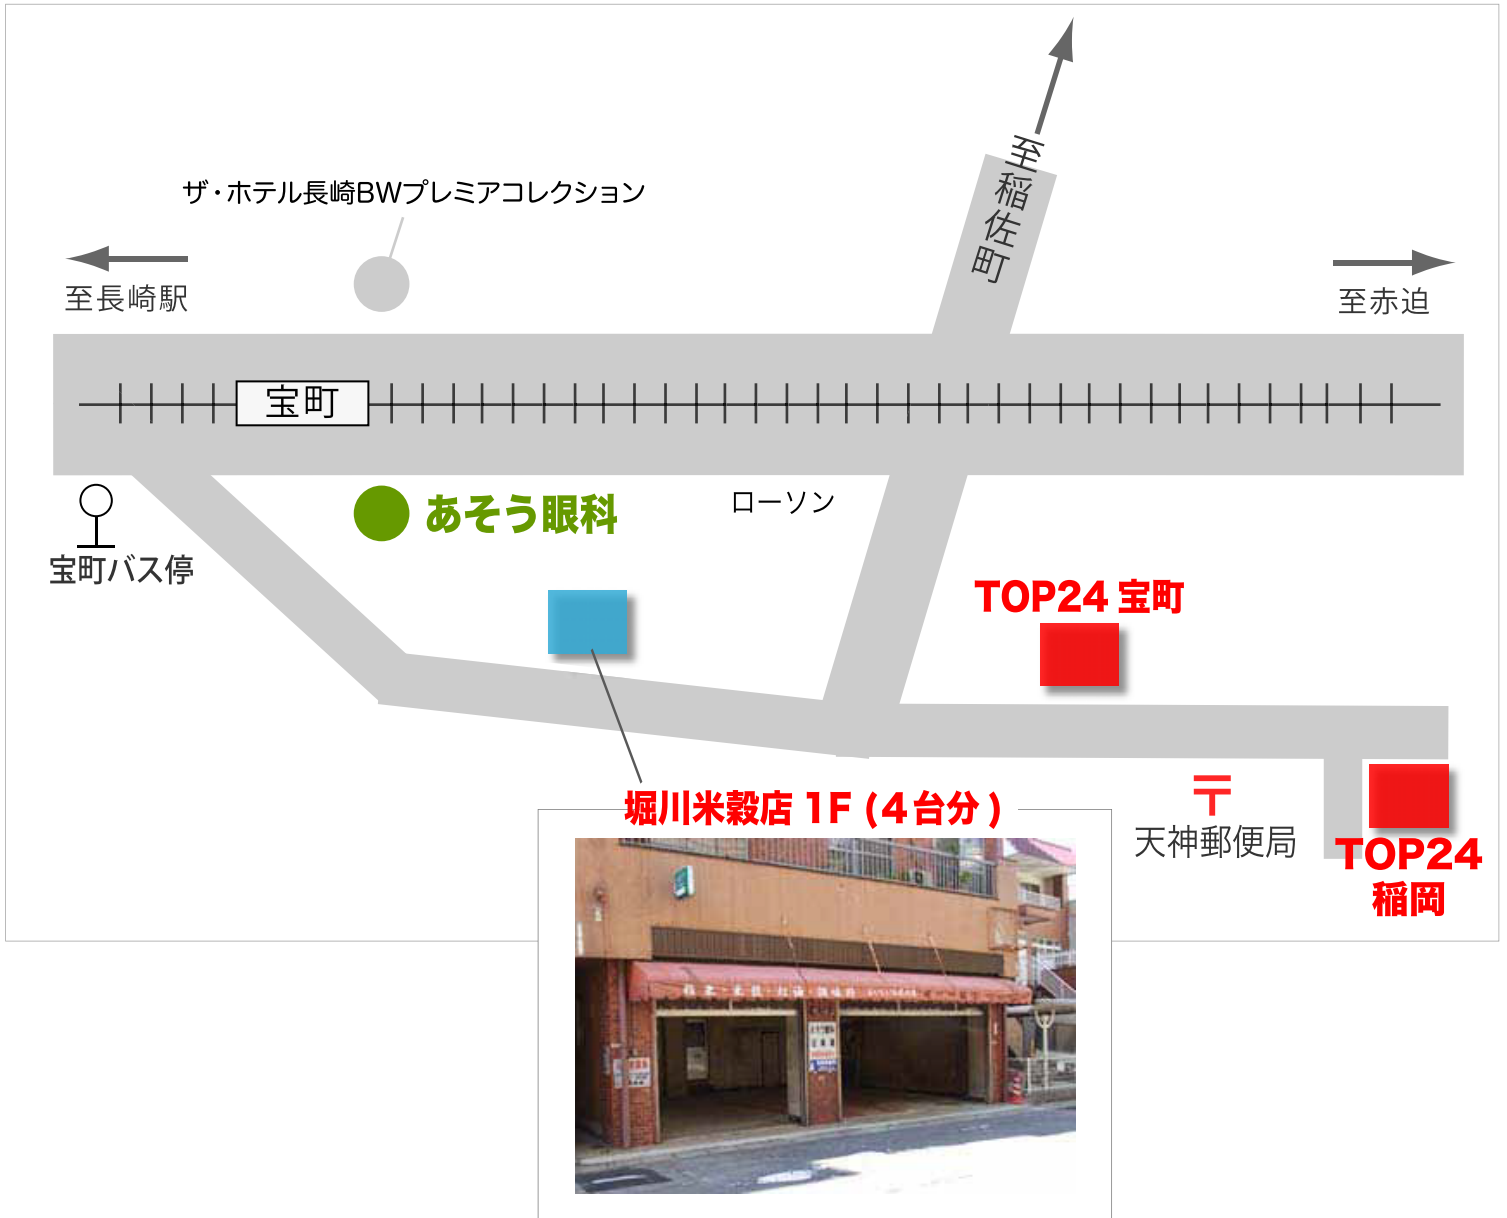 至稲佐町
ザ・ホテル長崎BWプレミアコレクション
至長崎駅
至赤迫
宝町
あそう眼科
ローソン
宝町バス停
TOP24 宝町
堀川米穀店 1F (4台分)
〒
天神郵便局
TOP24
稲岡